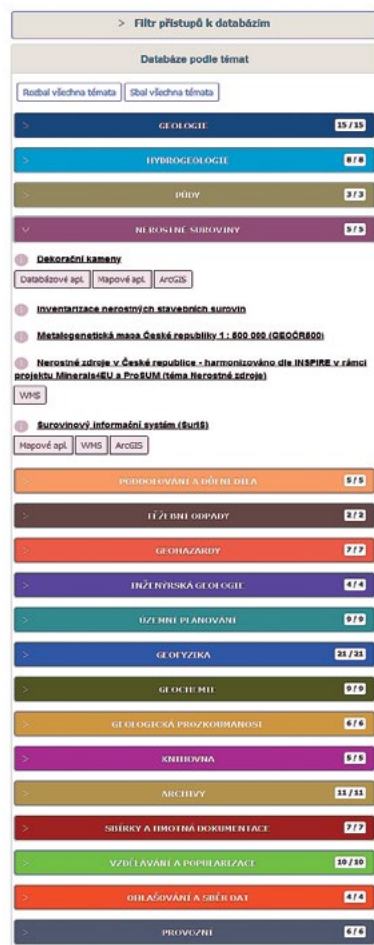 > Filtr přístupů k databázím
Databáze podle témat
Rozbal všechna témata Sbal všechna témata
> GEOLOGIE 15/15
> HYDROGEOLOGIE 8/8
> PŮDY 3/3
NEROSTNÉ SUROVINY 5/5
Dekorační kameny
Databázové apl. Mapové apl. ArcGIS
Inventarizace nerostných stavebních surovin
Metalogenetická mapa České republiky 1 : 500 000 (GEOČR500)
Nerostné zdroje v České republice - harmonizováno dle INSPIRE v rámci
projektu Minerals4EU a ProSUM (téma Nerostné zdroje)
WMS
Surovinový informační systém (SurIS)
Mapové apl. WMS ArcGIS
> PODDOLOVÁNÍ A DŮLNÍ DÍLA 5/5
> TĚŽEBNÍ ODPADY 2/2
> GEOHAZARDY 7/7
> INŽENÝRSKÁ GEOLOGIE 4/4
> ÚZEMNÍ PLÁNOVÁNÍ 9/9
> GEOFYZIKA 21/21
> GEOCHEMIE 9/9
> GEOLOGICKÁ PROZKOUMANOST 6/6
> KNIHOVNA 5/5
> ARCHIVY 11/11
> SBÍRKY A HMOTNÁ DOKUMENTACE 7/7
> VZDĚLÁVÁNÍ A POPULARIZACE 10/10
> OHLAŠOVÁNÍ A SBĚR DAT 4/4
> PROVOZNÍ 6/6